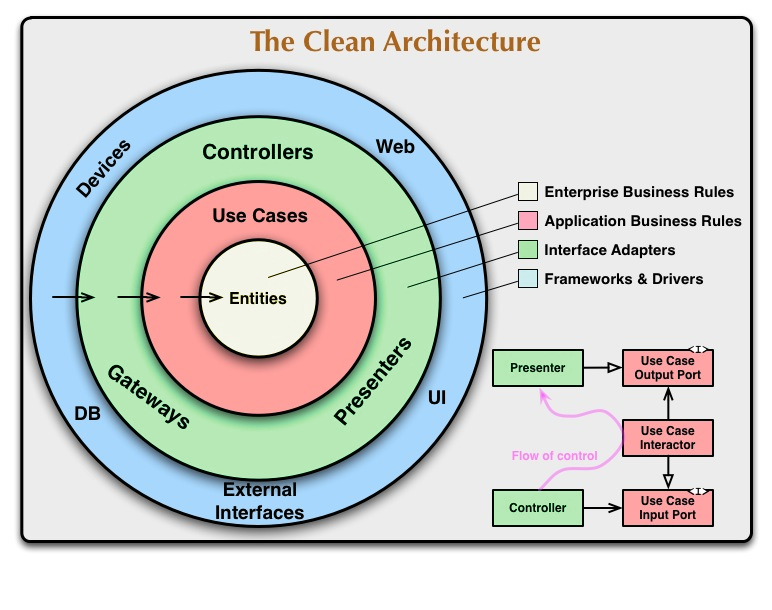 The Clean Architecture
Devices
Web
Controllers
Use Cases
Entities
Gateways
Presenters
DB
UI
External
Interfaces
Enterprise Business Rules
Application Business Rules
Interface Adapters
Frameworks & Drivers
Presenter
<I>
Use Case
Output Port
Use Case
Interactor
Flow of control
Controller
<I>
Use Case
Input Port